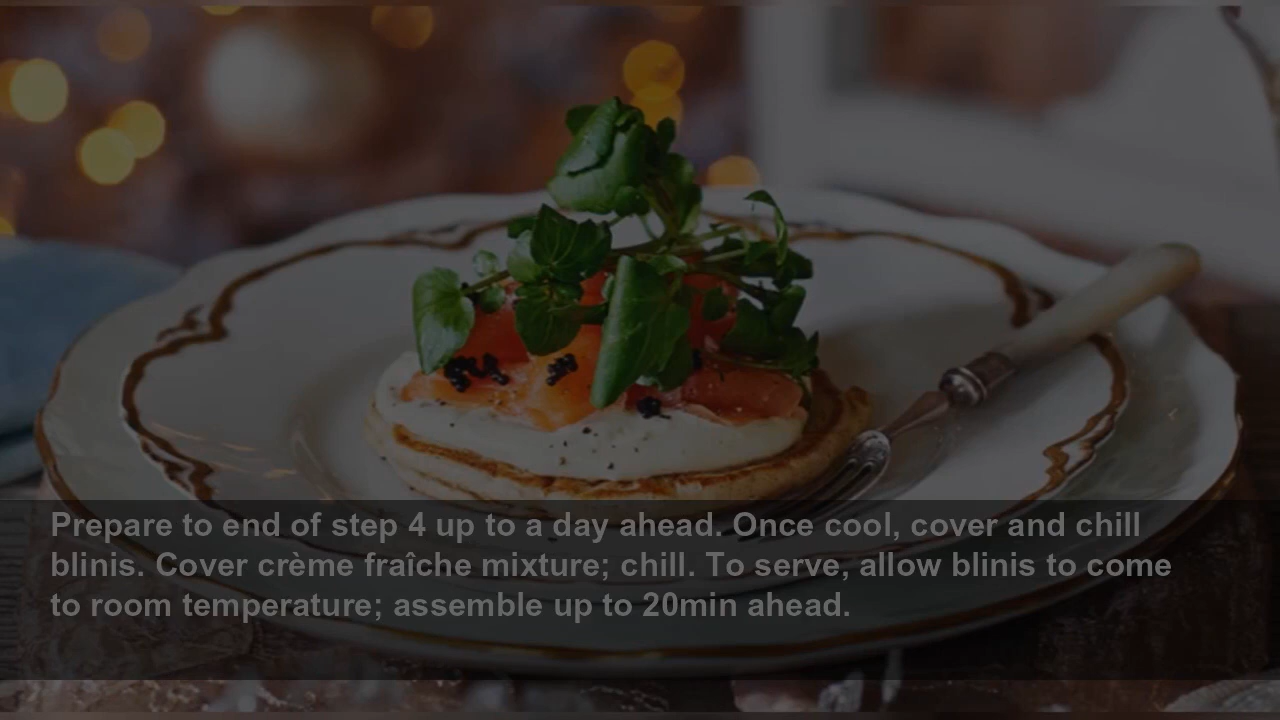 Prepare to end of step 4 up to a day ahead. Once cool, cover and chill
blinis. Cover crème fraîche mixture; chill. To serve, allow blinis to come
to room temperature; assemble up to 20min ahead.